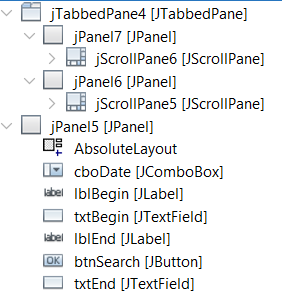 jTabbedPane4 [JTabbedPane]
jPanel7 [JPanel]
jScrollPane6 [JScrollPane]
jPanel6 [JPanel]
jScrollPane5 [JScrollPane]
jPanel5 [JPanel]
AbsoluteLayout
cboDate [JComboBox]
lblBegin [JLabel]
txtBegin [JTextField]
lblEnd [JLabel]
btnSearch [JButton]
txtEnd [JTextField]